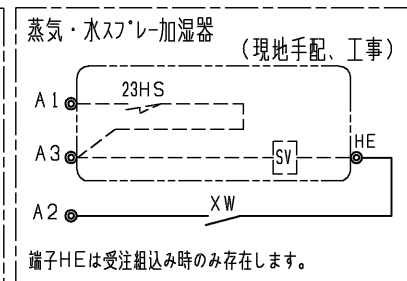 蒸気・水スプレー加湿器
(現地手配、工事)
A1
23HS
A3
SV
HE
A2
XW
端子HEは受注組込み時のみ存在します。